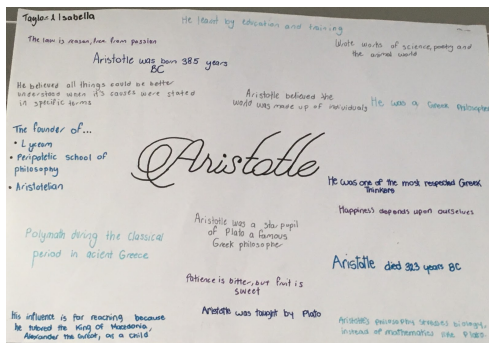 Taylor & Isabella
He learnt by education and training
The law is reason, free from passion
Wrote works of science, poetry and
the natural world
Aristotle was born 385 years
BC
He believed all things could be better
understood when it's causes were stated
in specific terms
Aristotle believed the
world was made up of individuals
He was a Greek Philosopher
The founder of...
• Lyceum
• Peripatetic school of
philosophy
• Aristotelian
Aristotle
He was one of the most respected Greek
Thinkers
Happiness depends upon ourselves
Aristotle was a star pupil
of Plato a famous
Greek philosopher
Polymath during the Classical
period in acient Greece
Aristotle died 323 years BC
Patience is bitter, but fruit is
sweet
His influence is far reaching because
he tutored the King of Macedonia,
Alexander the Great, as a child
Aristotle was taught by Plato
Aristotle's philosophy stresses biology,
instead of mathematics like Plato